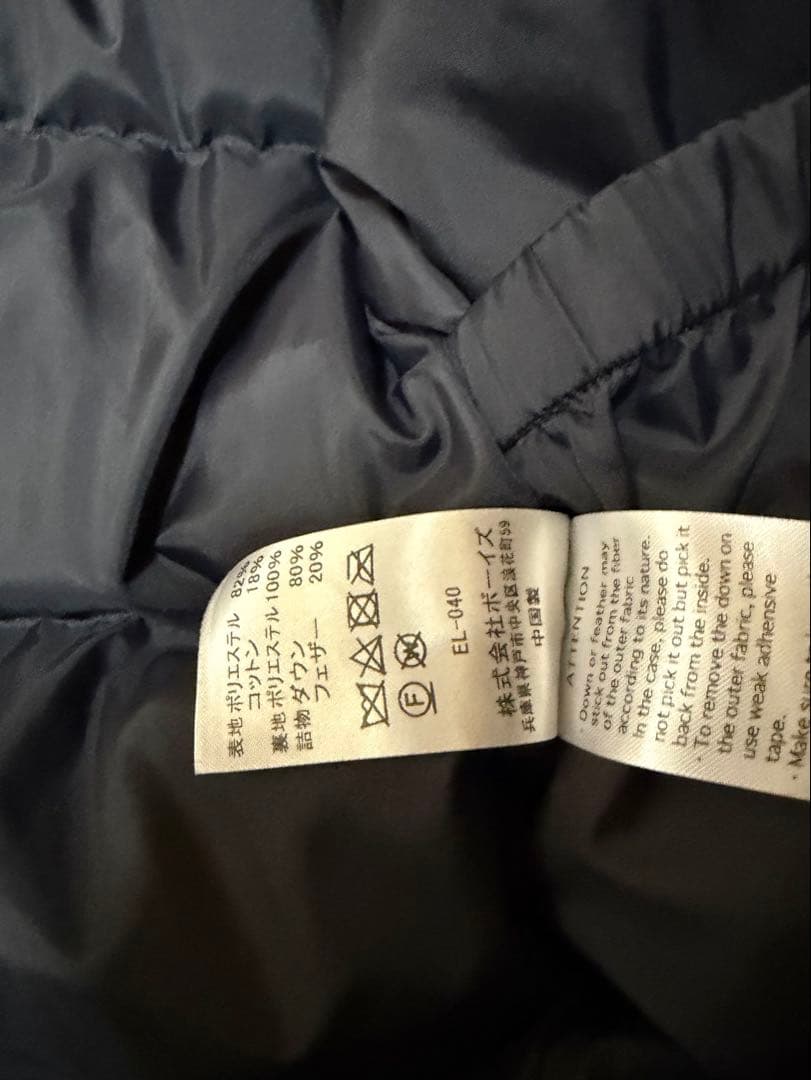 表地 ポリエステル 82%
コットン 18%
裏地 ポリエステル 100%
詰物 ダウン 80%
フェザー 20%
F W
EL-040
株式会社ボーイズ
兵庫県神戸市中央区浪花町59
中国製
ATTENTION
· Down or feather may
stick out from the fiber
of the outer fabric
according to its nature.
In the case, please do
not pick it out but pick it
back from the inside.
· To remove the down on
the outer fabric, please
use weak adhensive
tape.
· Make